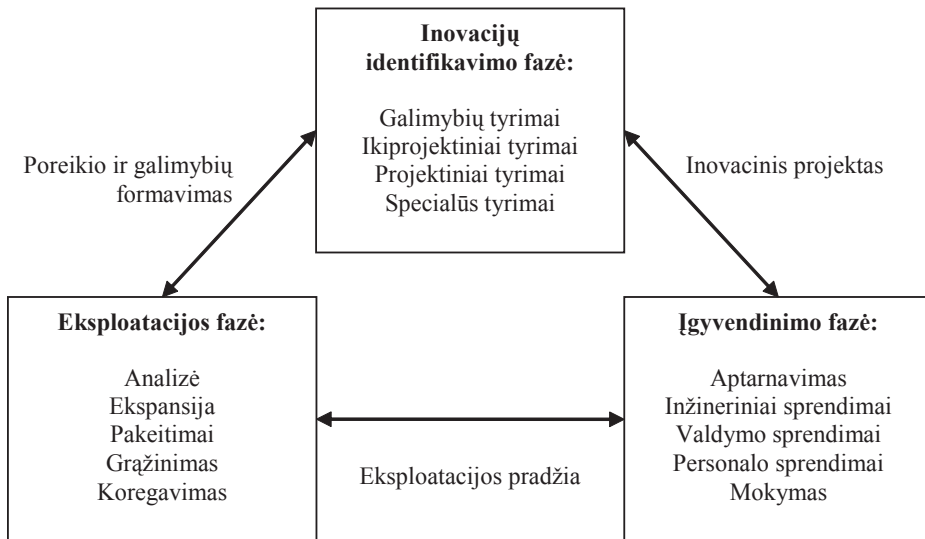 Inovacijų
identifikavimo fazė:
Galimybių tyrimai
Ikiprojektiniai tyrimai
Projektiniai tyrimai
Specialūs tyrimai
Poreikio ir galimybių
formavimas
Inovacinis projektas
Eksploatacijos fazė:
Analizė
Ekspansija
Pakeitimai
Grąžinimas
Koregavimas
Eksploatacijos pradžia
Įgyvendinimo fazė:
Aptarnavimas
Inžineriniai sprendimai
Valdymo sprendimai
Personalo sprendimai
Mokymas